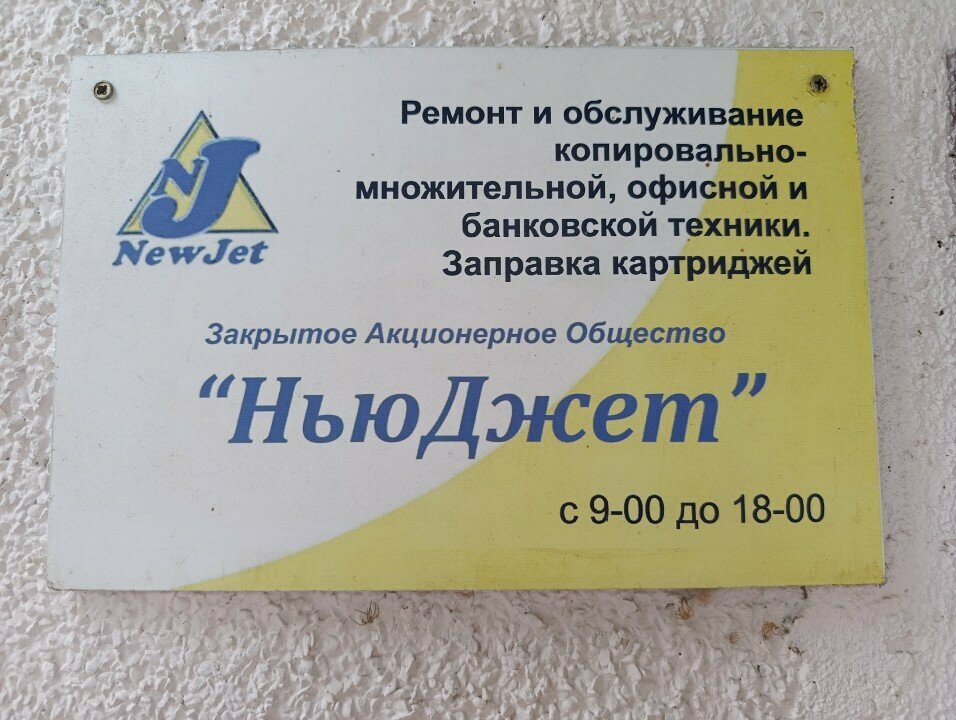 Ремонт и обслуживание
копировально-
множительной, офисной и
банковской техники.
Заправка картриджей
NJ
NewJet
Закрытое Акционерное Общество
“НьюДжет”
с 9-00 до 18-00